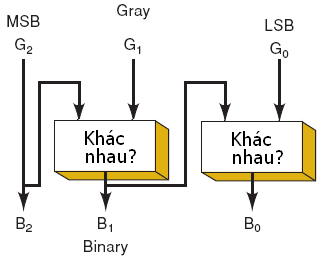 MSB
Gray
LSB
G₂
G₁
G₀
Khác
nhau?
Khác
nhau?
B₂
B₁
B₀
Binary